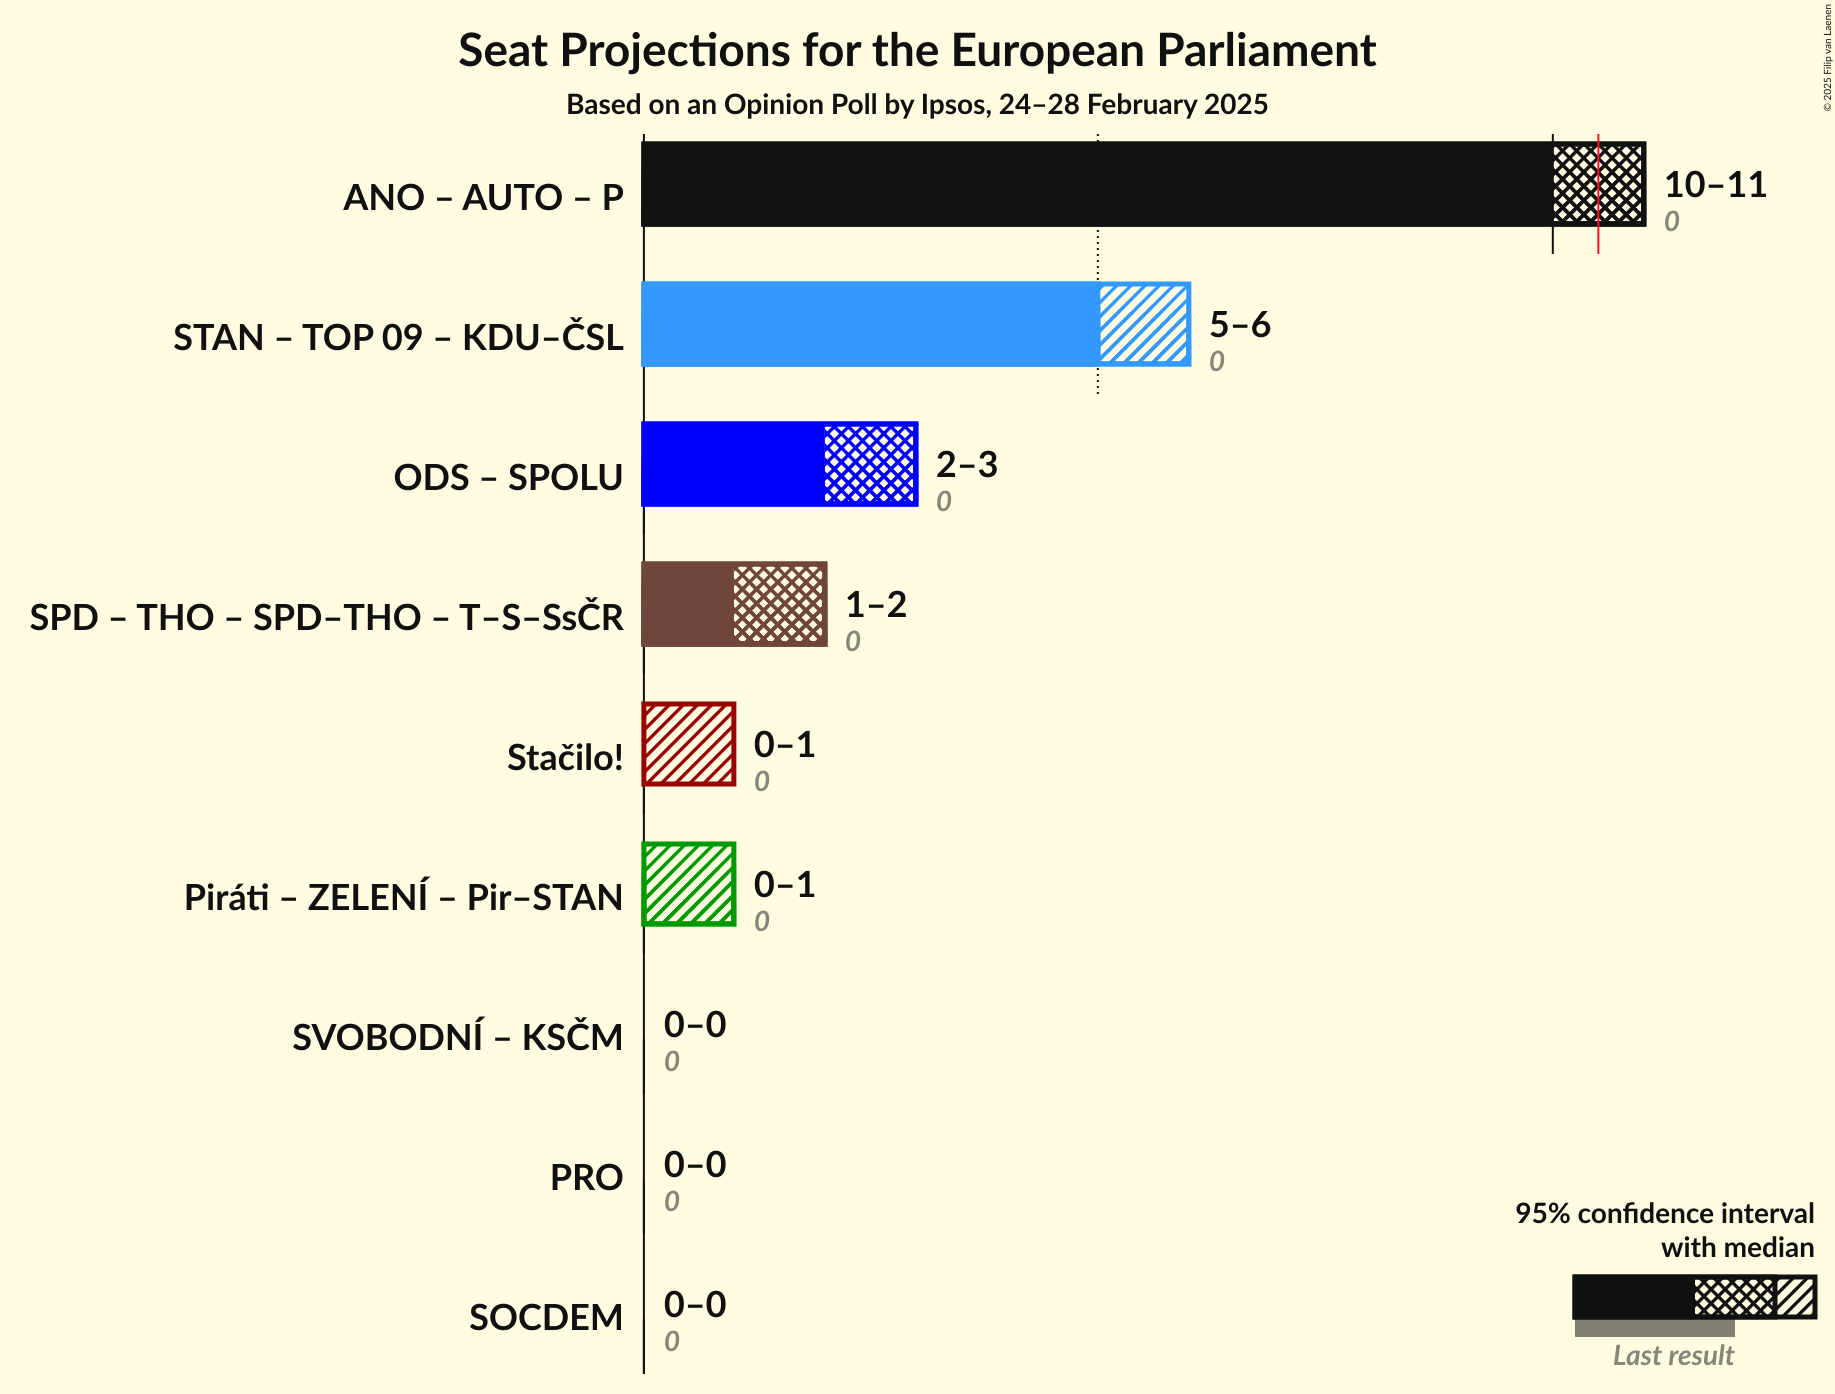 Seat Projections for the European Parliament
Based on an Opinion Poll by Ipsos, 24–28 February 2025
© 2025 Filip van Laenen
ANO – AUTO – P
10–11
0
STAN – TOP 09 – KDU–ČSL
5–6
0
ODS – SPOLU
2–3
0
SPD – THO – SPD–THO – T–S–SsČR
1–2
0
Stačilo!
0–1
0
Piráti – ZELENÍ – Pir–STAN
0–1
0
SVOBODNÍ – KSČM
0–0
0
PRO
0–0
0
SOCDEM
0–0
0
95% confidence interval
with median
Last result